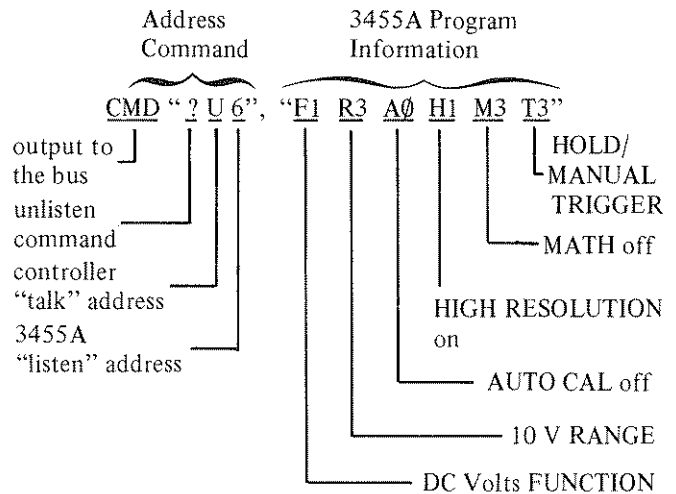 Address
Command
3455A Program
Information
CMD “? U 6”, “F1 R3 AØ H1 M3 T3”
output to
the bus
unlisten
command
controller
“talk” address
3455A
“listen” address
HOLD/
MANUAL
TRIGGER
MATH off
HIGH RESOLUTION
on
AUTO CAL off
10 V RANGE
DC Volts FUNCTION